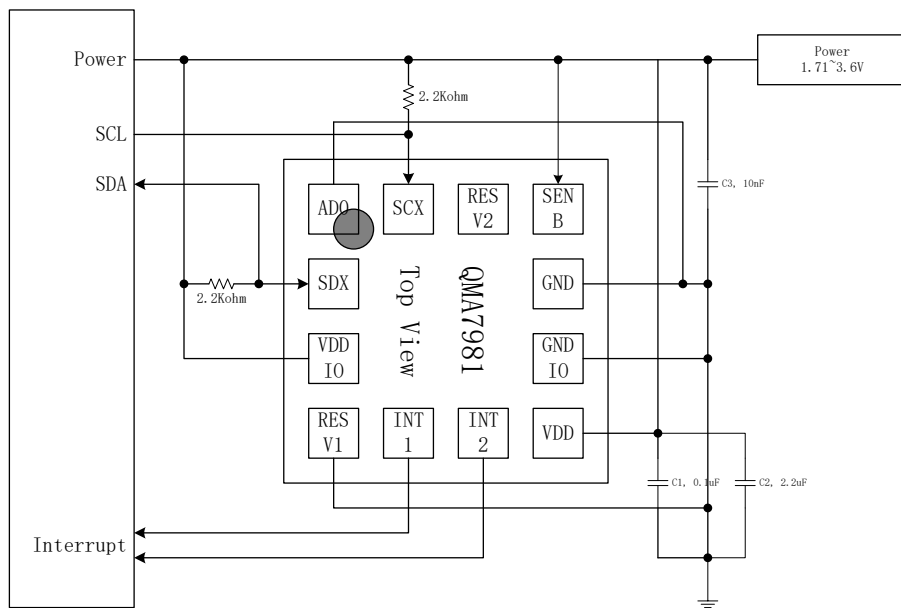 Power
Power
1.71~3.6V
2.2Kohm
SCL
SDA
C3, 10nF
ADO
SCX
RES
V2
SEN
B
SDX
GND
2.2Kohm
Top View
QMA7981
VDD
IO
GND
IO
RES
V1
INT
1
INT
2
VDD
C1, 0.1uF
C2, 2.2uF
Interrupt